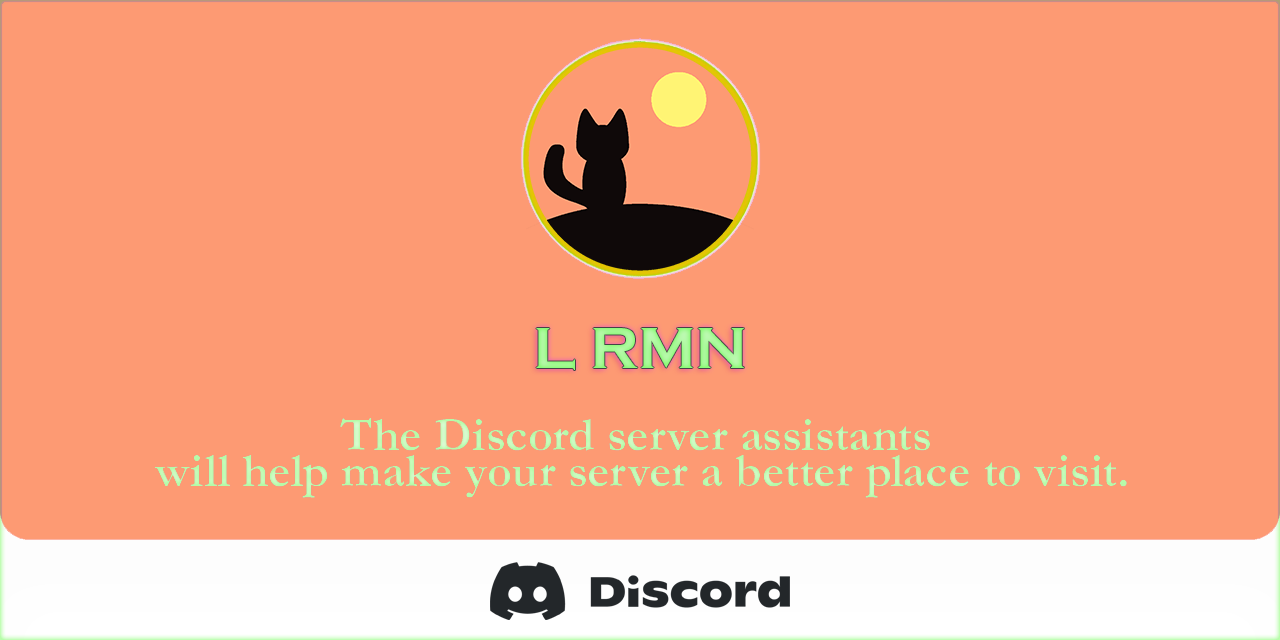 L RMN
The Discord server assistants
will help make your server a better place to visit.
Discord